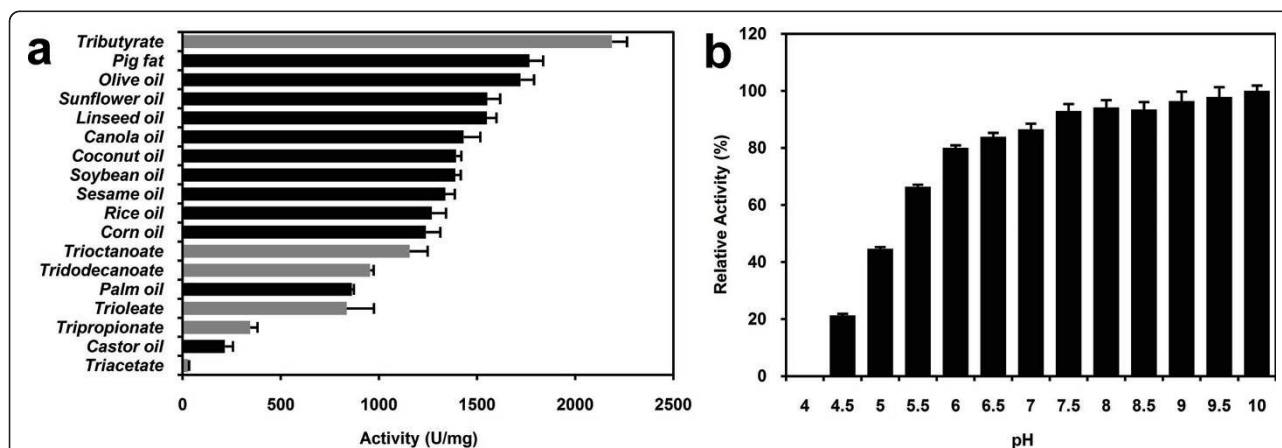 a
Tributyrate
Pig fat
Olive oil
Sunflower oil
Linseed oil
Canola oil
Coconut oil
Soybean oil
Sesame oil
Rice oil
Corn oil
Trioctanoate
Tridodecanoate
Palm oil
Trioleate
Tripropionate
Castor oil
Triacetate
0 500 1000 1500 2000 2500
Activity (U/mg)
b
Relative Activity (%)
120
100
80
60
40
20
0
4 4.5 5 5.5 6 6.5 7 7.5 8 8.5 9 9.5 10
pH